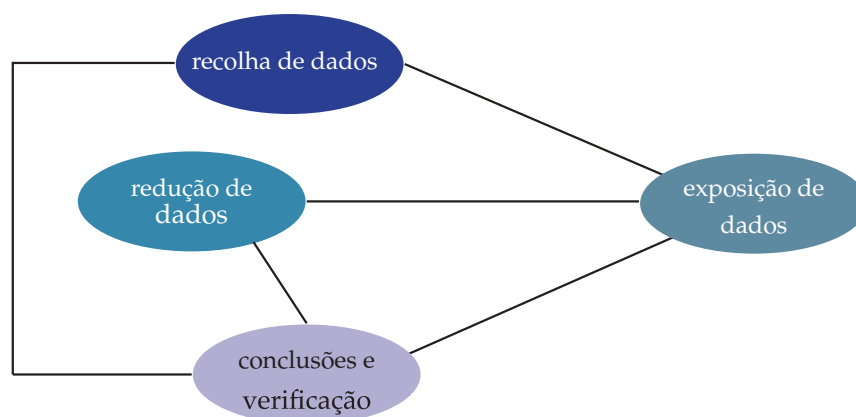 recolha de dados
redução de
dados
exposição de
dados
conclusões e
verificação